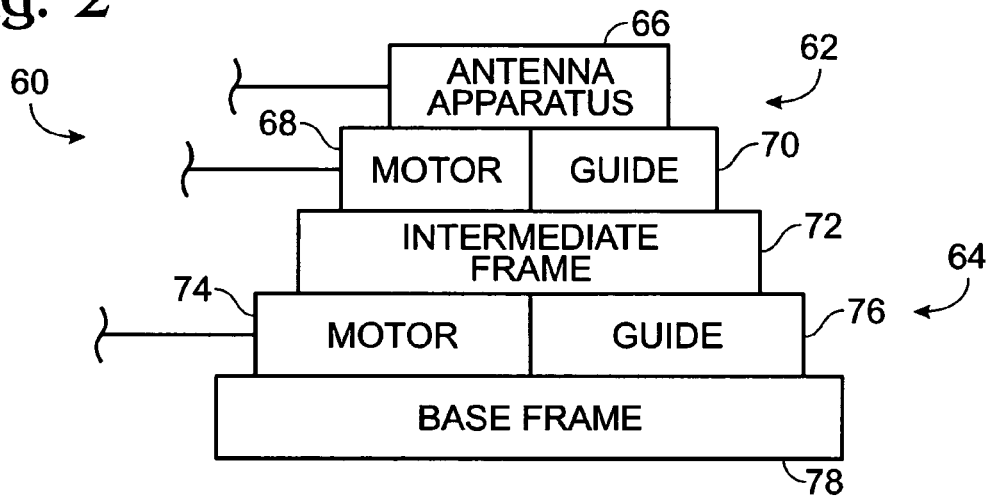 g. 2
66
ANTENNA
APPARATUS
62
60
68
MOTOR
GUIDE
70
INTERMEDIATE
FRAME
72
64
74
MOTOR
GUIDE
76
BASE FRAME
78